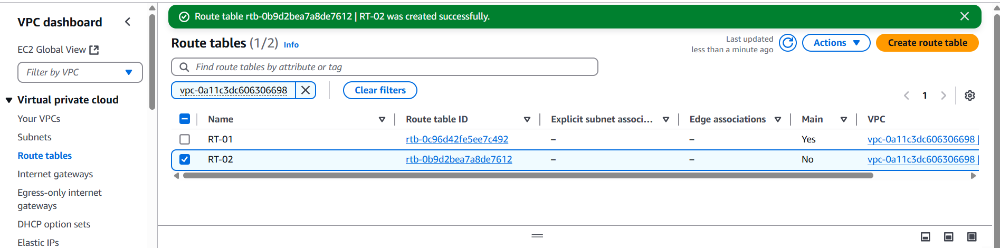 Route table rtb-0b9d2bea7a8de7612 | RT-02 was created successfully.
VPC dashboard
EC2 Global View
Filter by VPC
Virtual private cloud
Your VPCs
Subnets
Route tables
Internet gateways
Egress-only internet
gateways
DHCP option sets
Elastic IPs
Route tables (1/2) Info
Last updated
less than a minute ago
Actions
Create route table
Find route tables by attribute or tag
vpc-0a11c3dc606306698
Clear filters
1
Name Route table ID Explicit subnet associ... Edge associations Main VPC
RT-01 rtb-0c96d42fe5ee7c492 – – Yes vpc-0a11c3dc606306698 |
RT-02 rtb-0b9d2bea7a8de7612 – – No vpc-0a11c3dc606306698 |